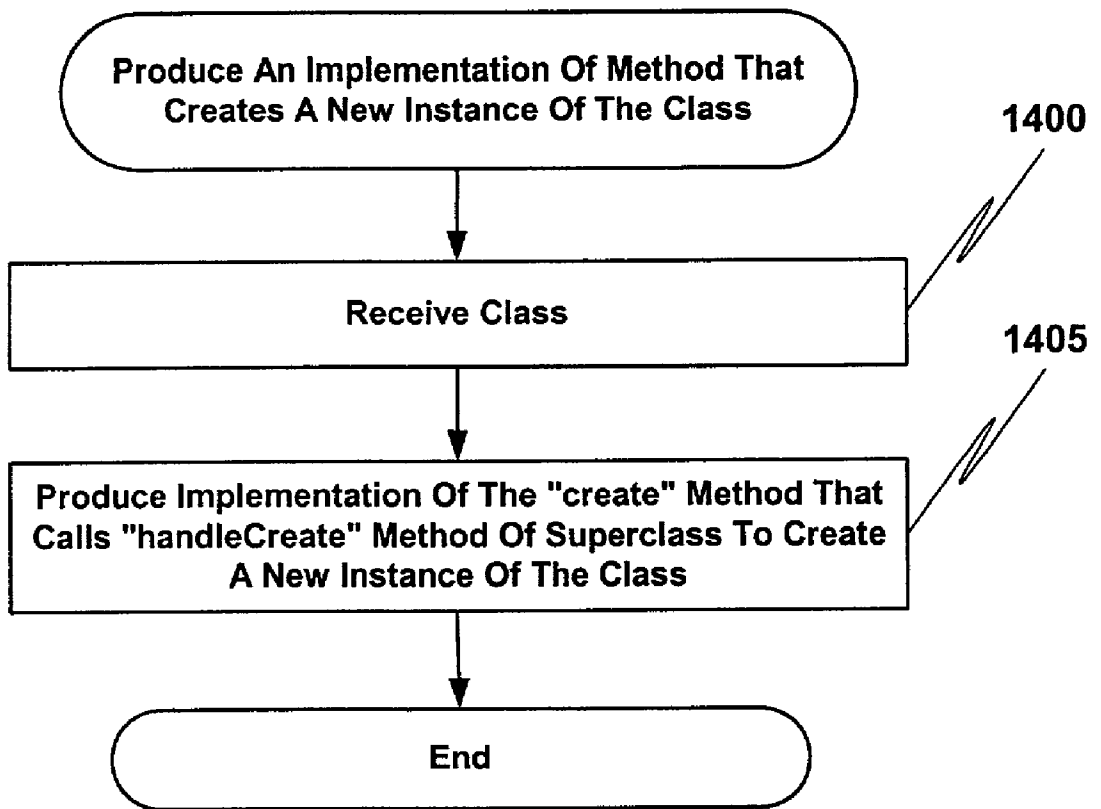 Produce An Implementation Of Method That
Creates A New Instance Of The Class
1400
Receive Class
1405
Produce Implementation Of The "create" Method That
Calls "handleCreate" Method Of Superclass To Create
A New Instance Of The Class
End